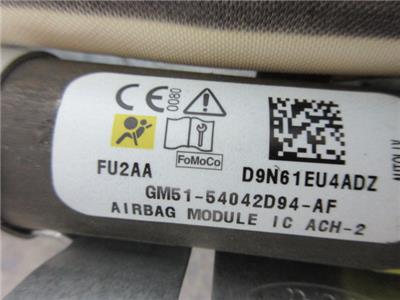 CE 0080
FoMoCo
FU2AA
D9N61EU4ADZ
GM51-54042D94-AF
AIRBAG MODULE IC ACH-2